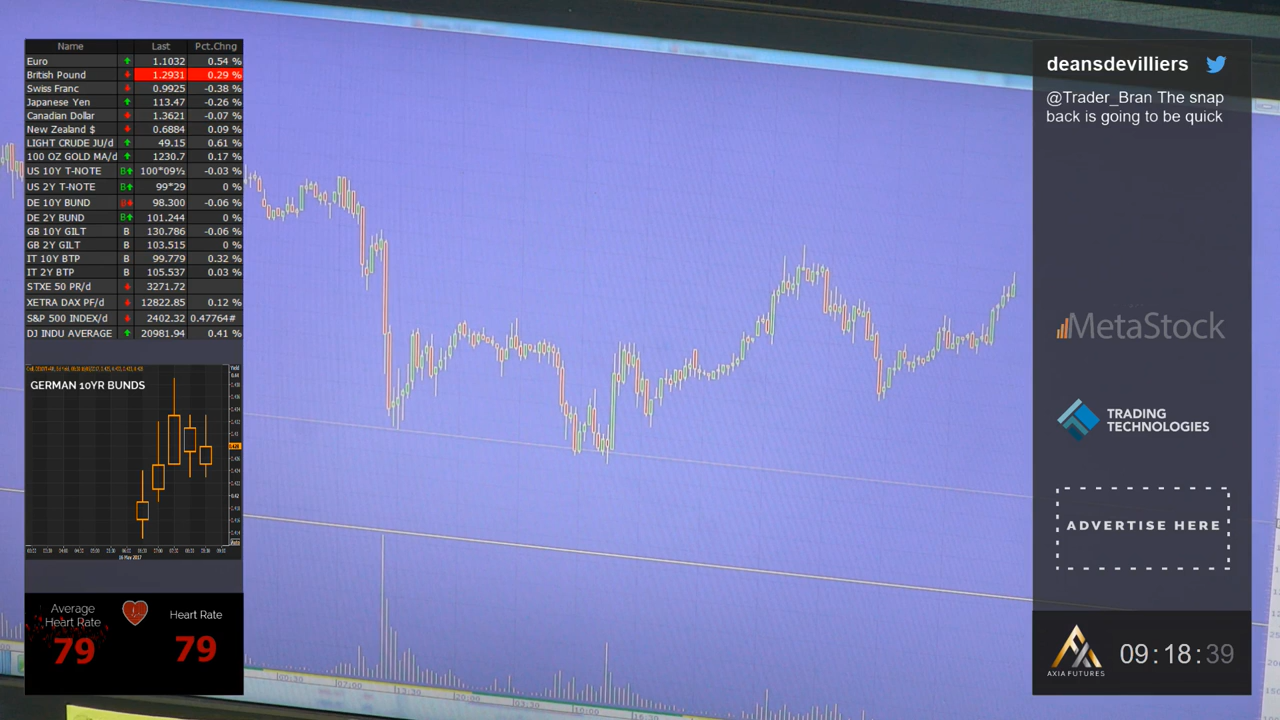 Name Last Pct.Chng
Euro 1.1032 0.54 %
British Pound 1.2931 0.29 %
Swiss Franc 0.9925 -0.38 %
Japanese Yen 113.47 -0.26 %
Canadian Dollar 1.3621 -0.07 %
New Zealand $ 0.6884 0.09 %
LIGHT CRUDE JU/d 49.15 0.61 %
100 OZ GOLD MA/d 1230.7 0.17 %
US 10Y T-NOTE B 100*09½ -0.03 %
US 2Y T-NOTE B 99*29 0 %
DE 10Y BUND 98.300 -0.06 %
DE 2Y BUND B 101.244 0 %
GB 10Y GILT B 130.786 -0.06 %
GB 2Y GILT B 103.515 0 %
IT 10Y BTP B 99.779 0.32 %
IT 2Y BTP B 105.537 0.03 %
STXE 50 PR/d 3271.72
XETRA DAX PF/d 12822.85 0.12 %
S&P 500 INDEX/d 2402.32 0.47764#
DJ INDU AVERAGE 20981.94 0.41 %
GERMAN 10YR BUNDS
16 May 2017
Average
Heart Rate
79
Heart Rate
79
deansdevilliers
@Trader_Bran The snap
back is going to be quick
MetaStock
TRADING
TECHNOLOGIES
ADVERTISE HERE
AXIA FUTURES
09:18:39